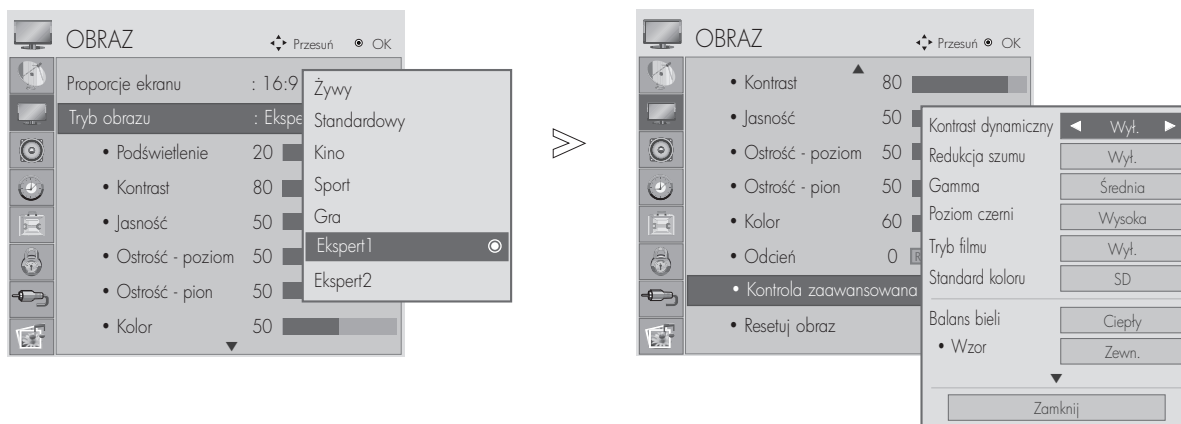 OBRAZ
Przesuń OK
Proporcje ekranu : 16:9
Tryb obrazu : Ekspe
• Podświetlenie 20
• Kontrast 80
• Jasność 50
• Ostrość - poziom 50
• Ostrość - pion 50
• Kolor 50
Żywy
Standardowy
Kino
Sport
Gra
Ekspert1
Ekspert2
OBRAZ
Przesuń OK
• Kontrast 80
• Jasność 50
• Ostrość - poziom 50
• Ostrość - pion 50
• Kolor 60
• Odcień 0 R
• Kontrola zaawansowana
• Resetuj obraz
Kontrast dynamiczny Wył.
Redukcja szumu Wył.
Gamma Średnia
Poziom czerni Wysoka
Tryb filmu Wył.
Standard koloru SD
Balans bieli Ciepły
• Wzor Zewn.
Zamknij